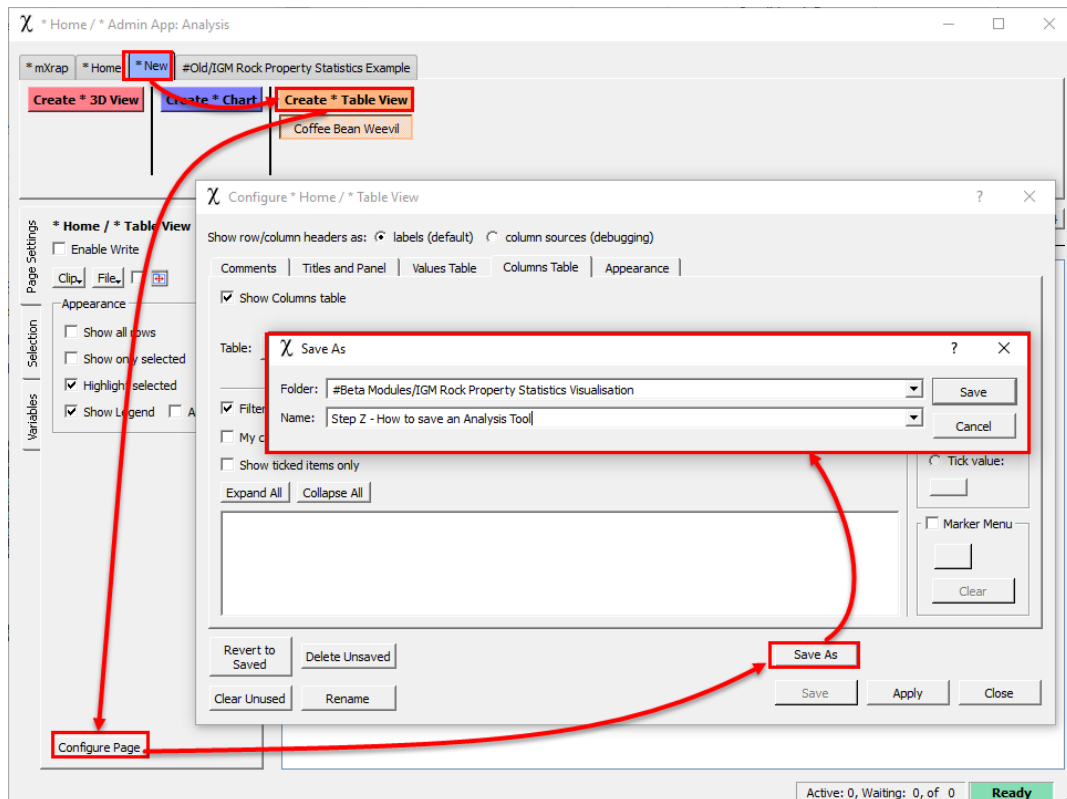 * Home / * Admin App: Analysis
* mXrap
* Home
* New
#Old/IGM Rock Property Statistics Example
Create * 3D View
Create * Chart
Create * Table View
Coffee Bean Weevil
Configure * Home / * Table View
?
Page Settings
Selection
Variables
* Home / * Table View
Enable Write
Clip
File
Appearance
Show all rows
Show only selected
Highlight selected
Show Legend
A
Configure Page
Show row/column headers as:
labels (default)
column sources (debugging)
Comments
Titles and Panel
Values Table
Columns Table
Appearance
Show Columns table
Table:
Save As
?
Folder:
#Beta Modules/IGM Rock Property Statistics Visualisation
Save
Name:
Step Z - How to save an Analysis Tool
Cancel
Filter
My c
Show ticked items only
Expand All
Collapse All
Tick value:
Marker Menu
Clear
Revert to
Saved
Delete Unsaved
Save As
Clear Unused
Rename
Save
Apply
Close
Active: 0, Waiting: 0, of 0
Ready